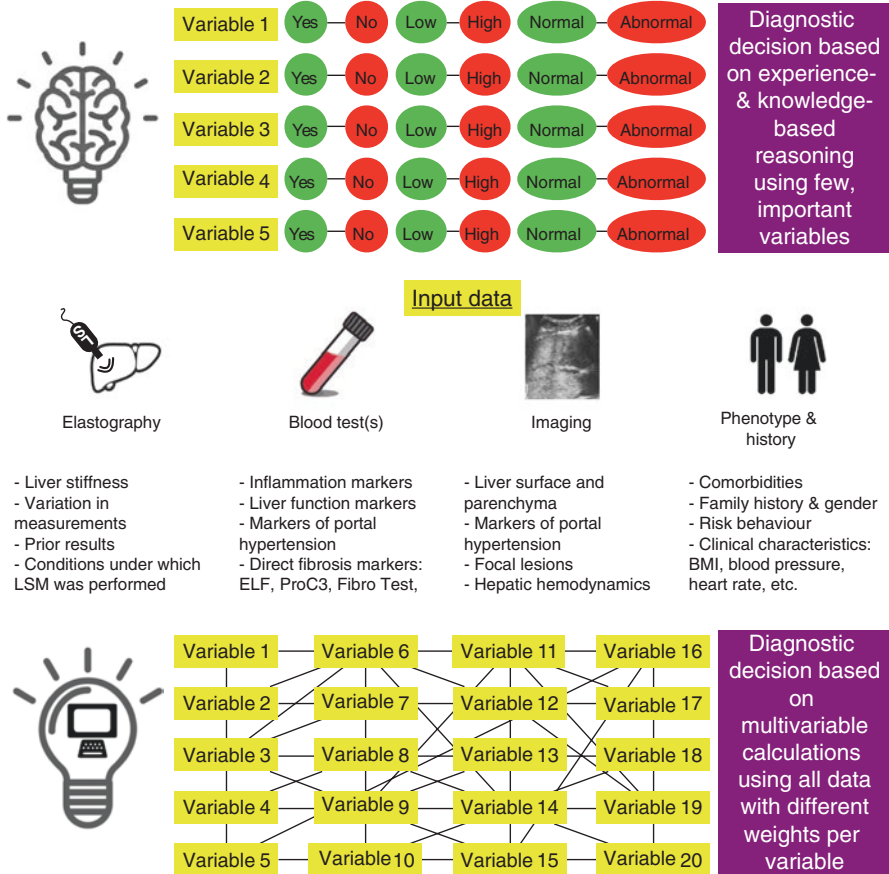 Variable 1 Yes No Low High Normal Abnormal
Variable 2 Yes No Low High Normal Abnormal
Variable 3 Yes No Low High Normal Abnormal
Variable 4 Yes No Low High Normal Abnormal
Variable 5 Yes No Low High Normal Abnormal
Diagnostic
decision based
on experience-
& knowledge-
based
reasoning
using few,
important
variables
Input data
SL
Elastography
- Liver stiffness
- Variation in
measurements
- Prior results
- Conditions under which
LSM was performed
Blood test(s)
- Inflammation markers
- Liver function markers
- Markers of portal
hypertension
- Direct fibrosis markers:
ELF, ProC3, Fibro Test,
Imaging
- Liver surface and
parenchyma
- Markers of portal
hypertension
- Focal lesions
- Hepatic hemodynamics
Phenotype &
history
- Comorbidities
- Family history & gender
- Risk behaviour
- Clinical characteristics:
BMI, blood pressure,
heart rate, etc.
Variable 1 Variable 6 Variable 11 Variable 16
Variable 2 Variable 7 Variable 12 Variable 17
Variable 3 Variable 8 Variable 13 Variable 18
Variable 4 Variable 9 Variable 14 Variable 19
Variable 5 Variable 10 Variable 15 Variable 20
Diagnostic
decision based
on
multivariable
calculations
using all data
with different
weights per
variable